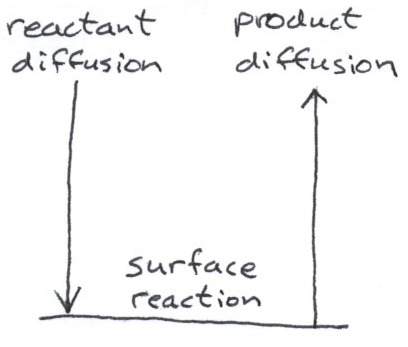 reactant
diffusion
product
diffusion
surface
reaction